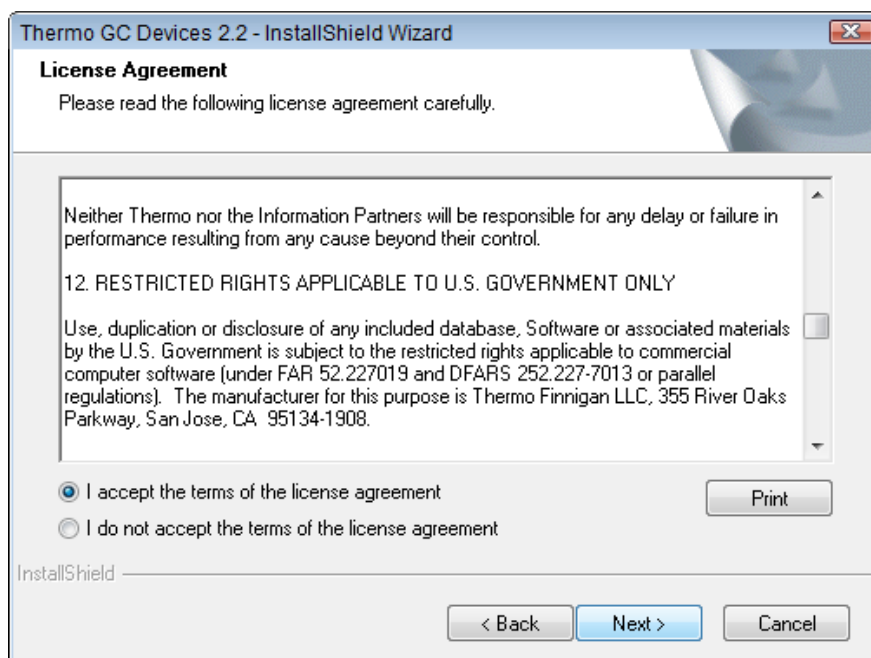 Thermo GC Devices 2.2 - InstallShield Wizard
License Agreement
Please read the following license agreement carefully.
Neither Thermo nor the Information Partners will be responsible for any delay or failure in
performance resulting from any cause beyond their control.
12. RESTRICTED RIGHTS APPLICABLE TO U.S. GOVERNMENT ONLY
Use, duplication or disclosure of any included database, Software or associated materials
by the U.S. Government is subject to the restricted rights applicable to commercial
computer software (under FAR 52.227019 and DFARS 252.227-7013 or parallel
regulations). The manufacturer for this purpose is Thermo Finnigan LLC, 355 River Oaks
Parkway, San Jose, CA 95134-1908.
I accept the terms of the license agreement
Print
I do not accept the terms of the license agreement
InstallShield
< Back Next > Cancel